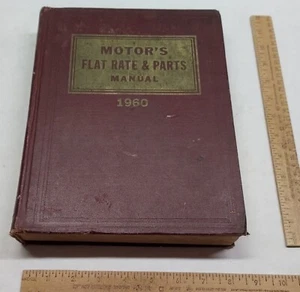 MOTOR'S
FLAT RATE & PARTS
MANUAL
1960